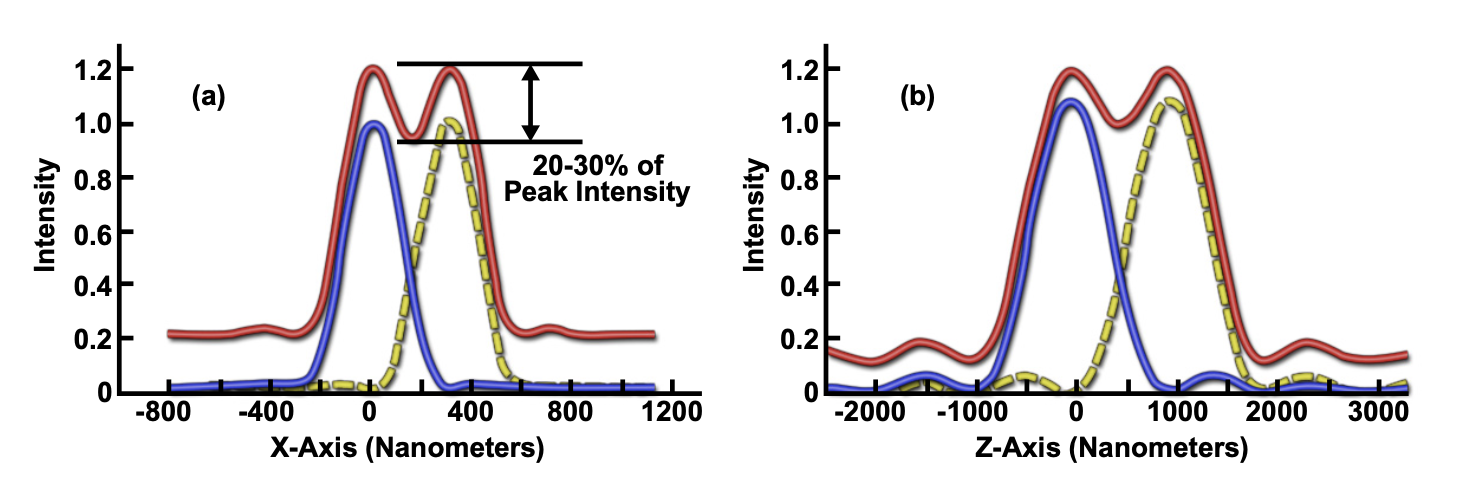 (a)
Intensity
1.2
1.0
0.8
0.6
0.4
0.2
0
20-30% of
Peak Intensity
-800 -400 0 400 800 1200
X-Axis (Nanometers)
(b)
Intensity
1.2
1.0
0.8
0.6
0.4
0.2
0
-2000 -1000 0 1000 2000 3000
Z-Axis (Nanometers)